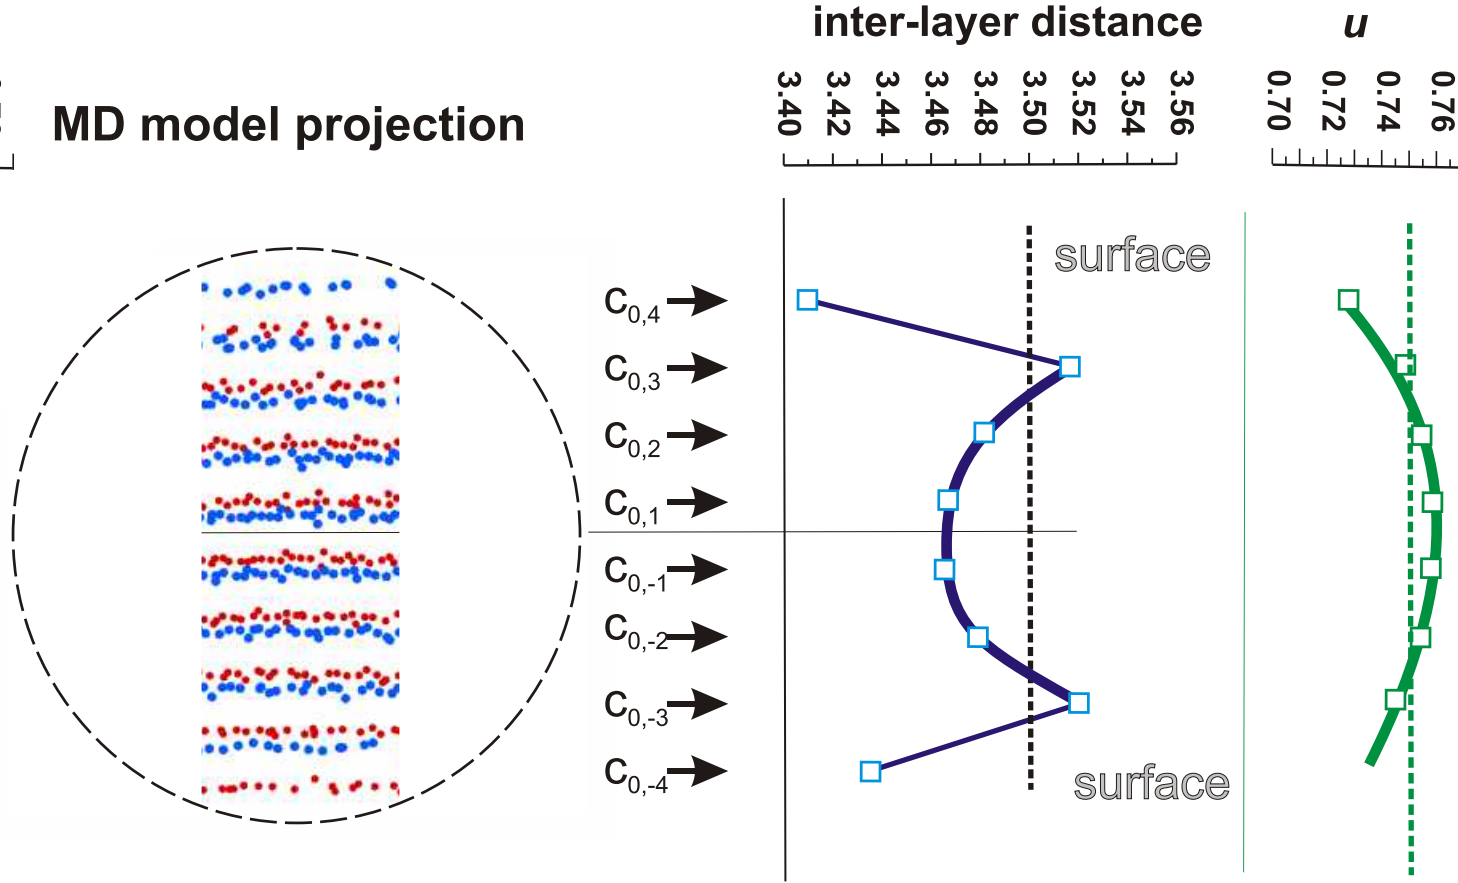 inter-layer distance
u
3.40 3.42 3.44 3.46 3.48 3.50 3.52 3.54 3.56
0.70 0.72 0.74 0.76
MD model projection
surface
C0,4
C0,3
C0,2
C0,1
C0,-1
C0,-2
C0,-3
C0,-4
surface